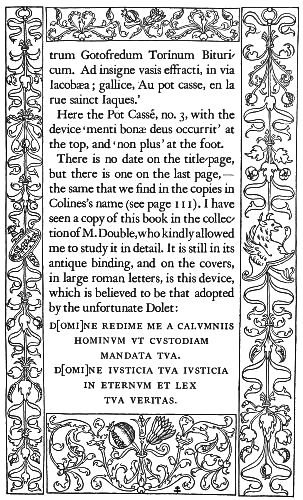 trum Gotofredum Torinum Bituri-
cum. Ad insigne vasis effracti, in via
Iacobæa; gallice, Au pot casse, en la
rue sainct Iaques.'
Here the Pot Cassé, no. 3, with the
device 'menti bonæ deus occurrit' at
the top, and 'non plus' at the foot.
There is no date on the title-page,
but there is one on the last page,—
the same that we find in the copies in
Colines's name (see page 111). I have
seen a copy of this book in the collec-
tion of M. Double, who kindly allowed
me to study it in detail. It is still in its
antique binding, and on the covers,
in large roman letters, is this device,
which is believed to be that adopted
by the unfortunate Dolet:
D[OMI]NE REDIME ME A CALVMNIIS
HOMINVM VT CVSTODIAM
MANDATA TVA.
D[OMI]NE IVSTICIA TVA IVSTICIA
IN ETERNVM ET LEX
TVA VERITAS.